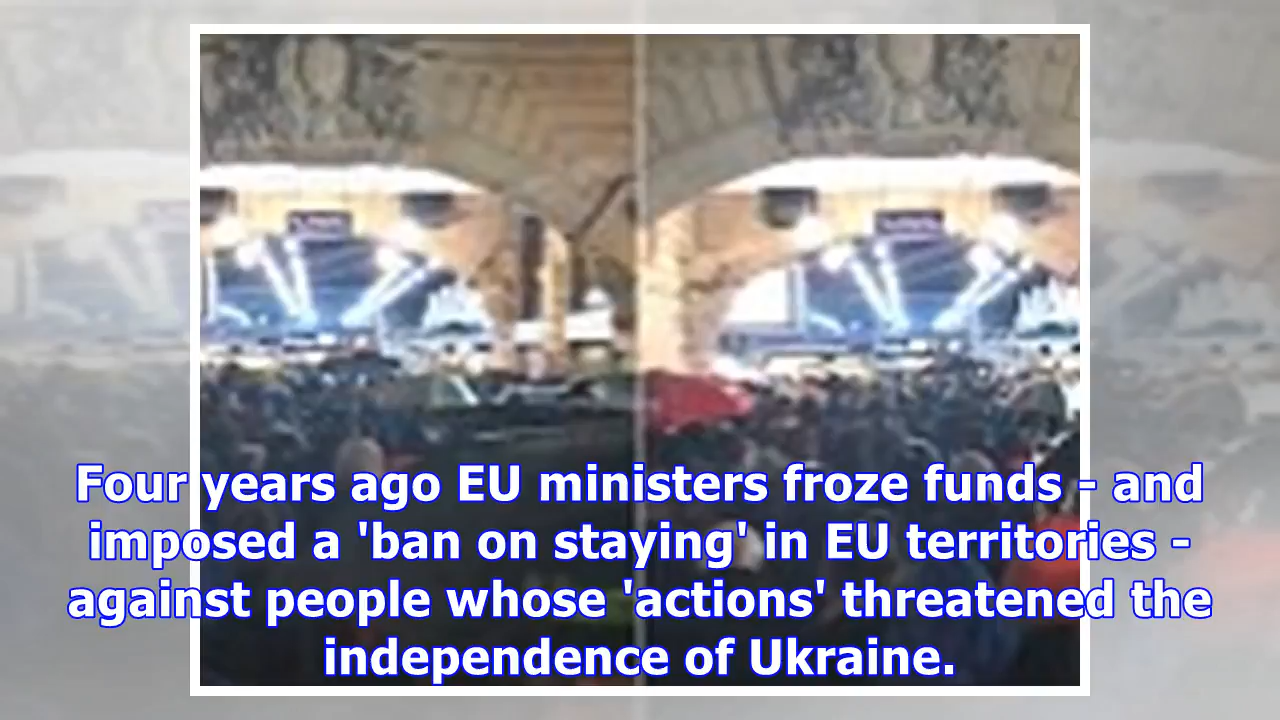 Four years ago EU ministers froze funds - and
imposed a 'ban on staying' in EU territories -
against people whose 'actions' threatened the
independence of Ukraine.